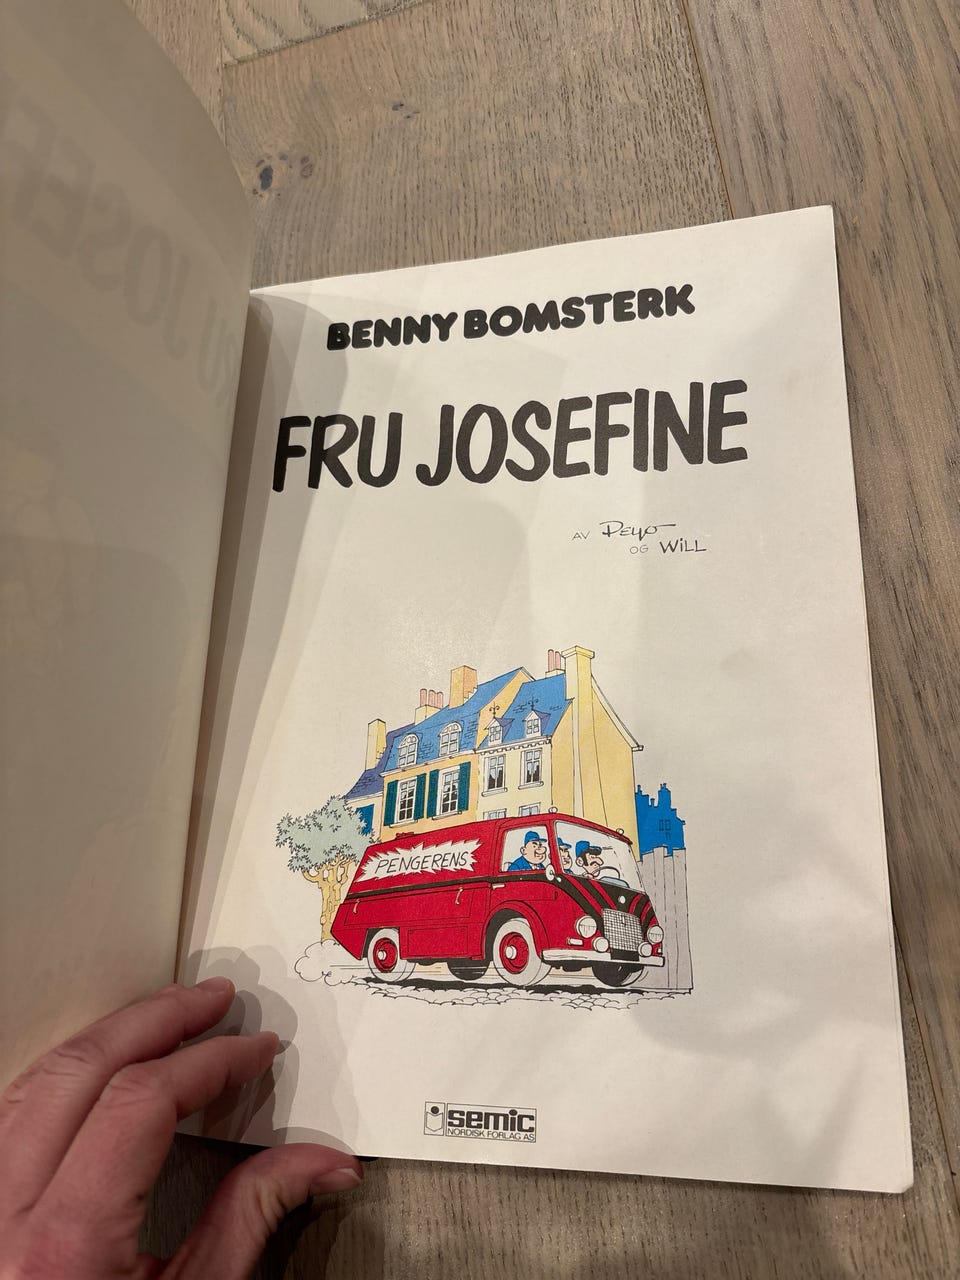 BENNY BOMSTERK
FRU JOSEFINE
AV Peyo
OG WILL
PENGERENS
semic
NORDISK FORLAG AS